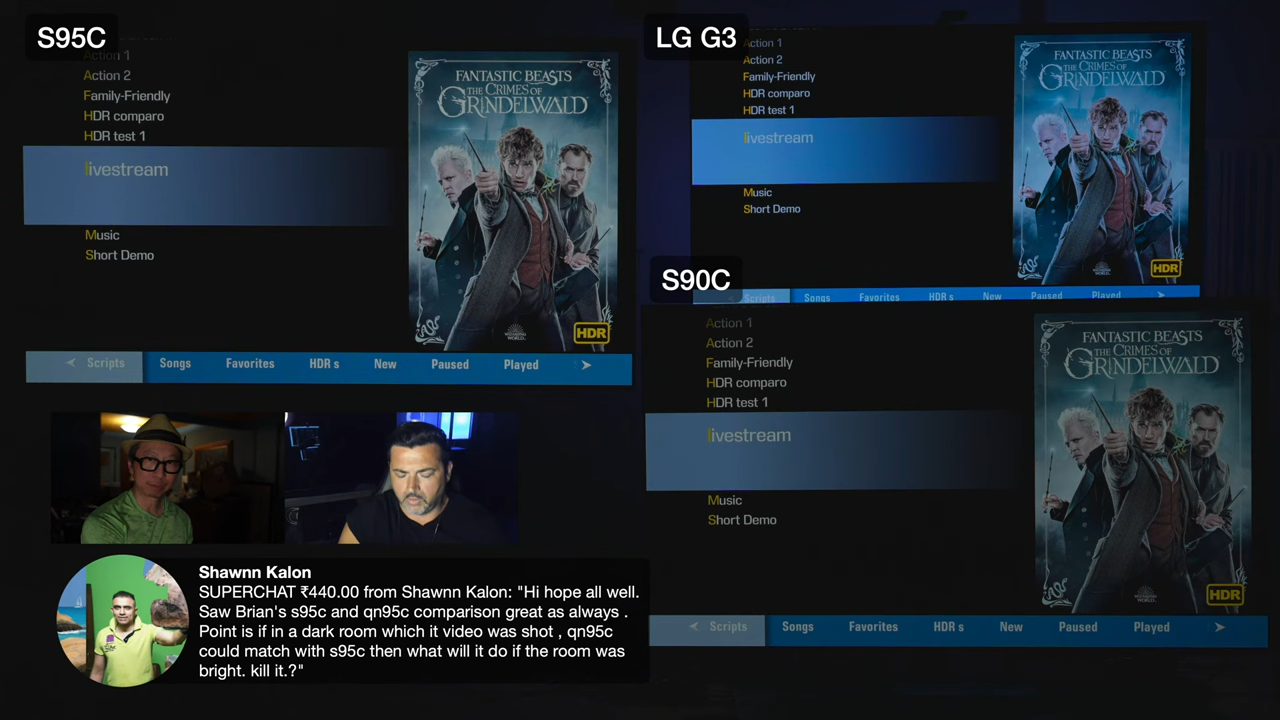 S95C
Action 1
Action 2
Family-Friendly
HDR comparo
HDR test 1
livestream
Music
Short Demo
FANTASTIC BEASTS
THE CRIMES OF
GRINDELWALD
WIZARDING
WORLD
HDR
Scripts Songs Favorites HDR s New Paused Played
LG G3
Action 1
Action 2
Family-Friendly
HDR comparo
HDR test 1
livestream
Music
Short Demo
FANTASTIC BEASTS
THE CRIMES OF
GRINDELWALD
WIZARDING
WORLD
HDR
Scripts Songs Favorites HDR s New Paused Played
S90C
Action 1
Action 2
Family-Friendly
HDR comparo
HDR test 1
livestream
Music
Short Demo
FANTASTIC BEASTS
THE CRIMES OF
GRINDELWALD
HDR
Scripts Songs Favorites HDR s New Paused Played
Shawnn Kalon
SUPERCHAT ₹440.00 from Shawnn Kalon: "Hi hope all well.
Saw Brian's s95c and qn95c comparison great as always .
Point is if in a dark room which it video was shot , qn95c
could match with s95c then what will it do if the room was
bright. kill it.?"